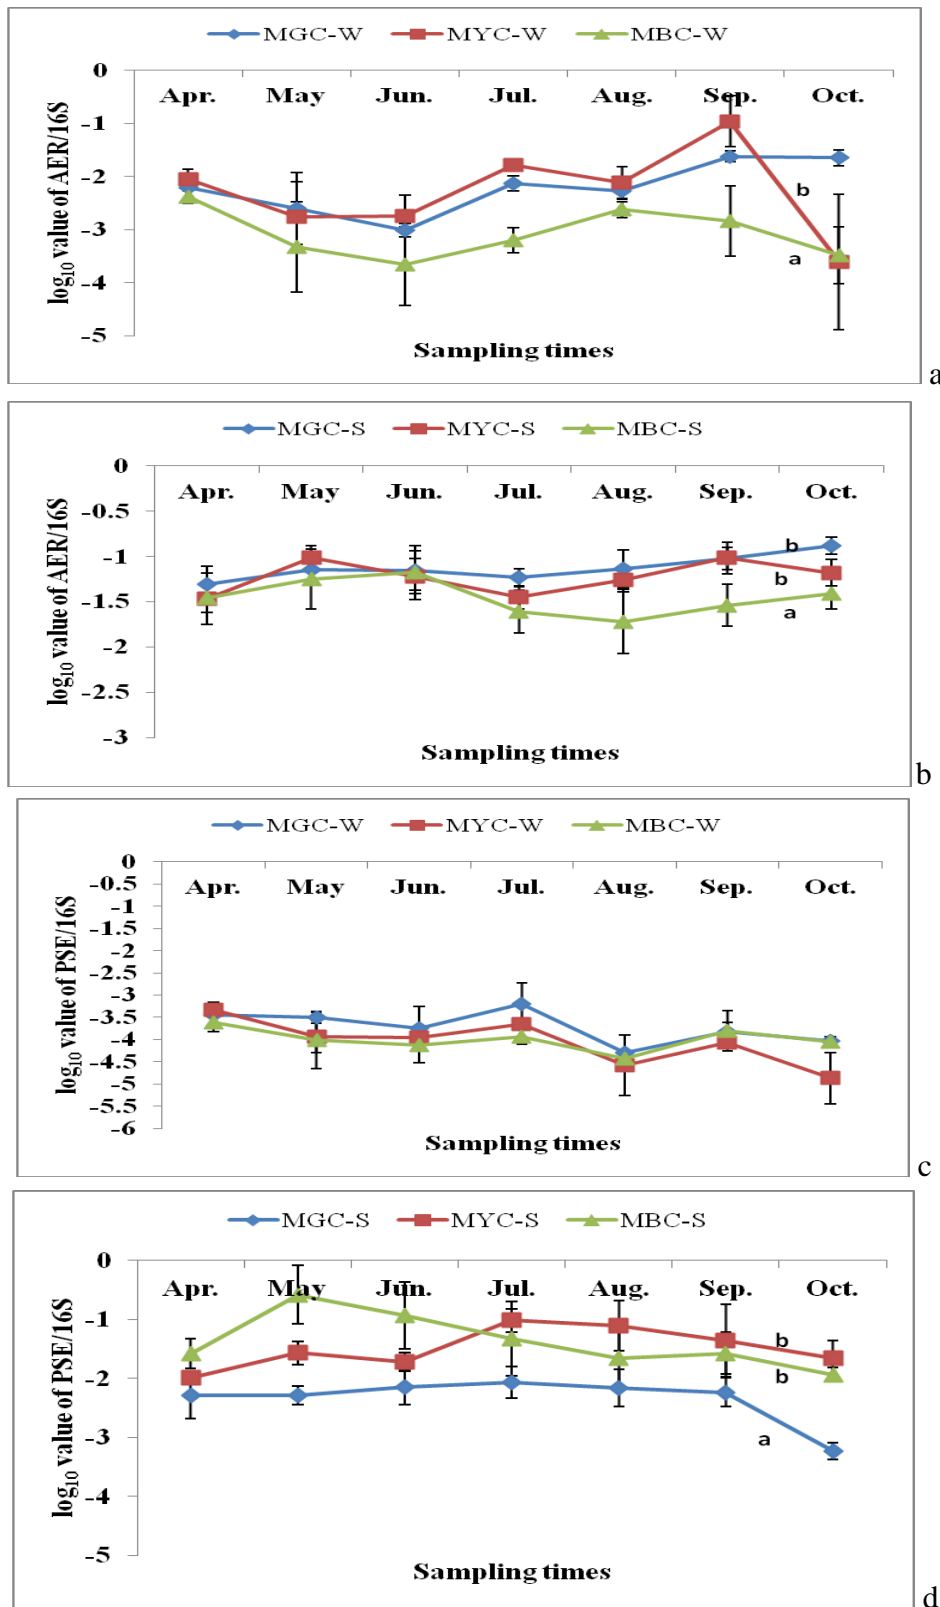 MGC-W MYC-W MBC-W
0
Apr. May Jun. Jul. Aug. Sep. Oct.
-1
-2
-3
-4
-5
b
a
log10 value of AER/16S
Sampling times
a
MGC-S MYC-S MBC-S
0
Apr. May Jun. Jul. Aug. Sep. Oct.
-0.5
-1
-1.5
-2
-2.5
-3
b
b
a
log10 value of AER/16S
Sampling times
b
MGC-W MYC-W MBC-W
0
Apr. May Jun. Jul. Aug. Sep. Oct.
-0.5
-1
-1.5
-2
-2.5
-3
-3.5
-4
-4.5
-5
-5.5
-6
log10 value of PSE/16S
Sampling times
c
MGC-S MYC-S MBC-S
0
Apr. May Jun. Jul. Aug. Sep. Oct.
-1
-2
-3
-4
-5
b
b
a
log10 value of PSE/16S
Sampling times
d